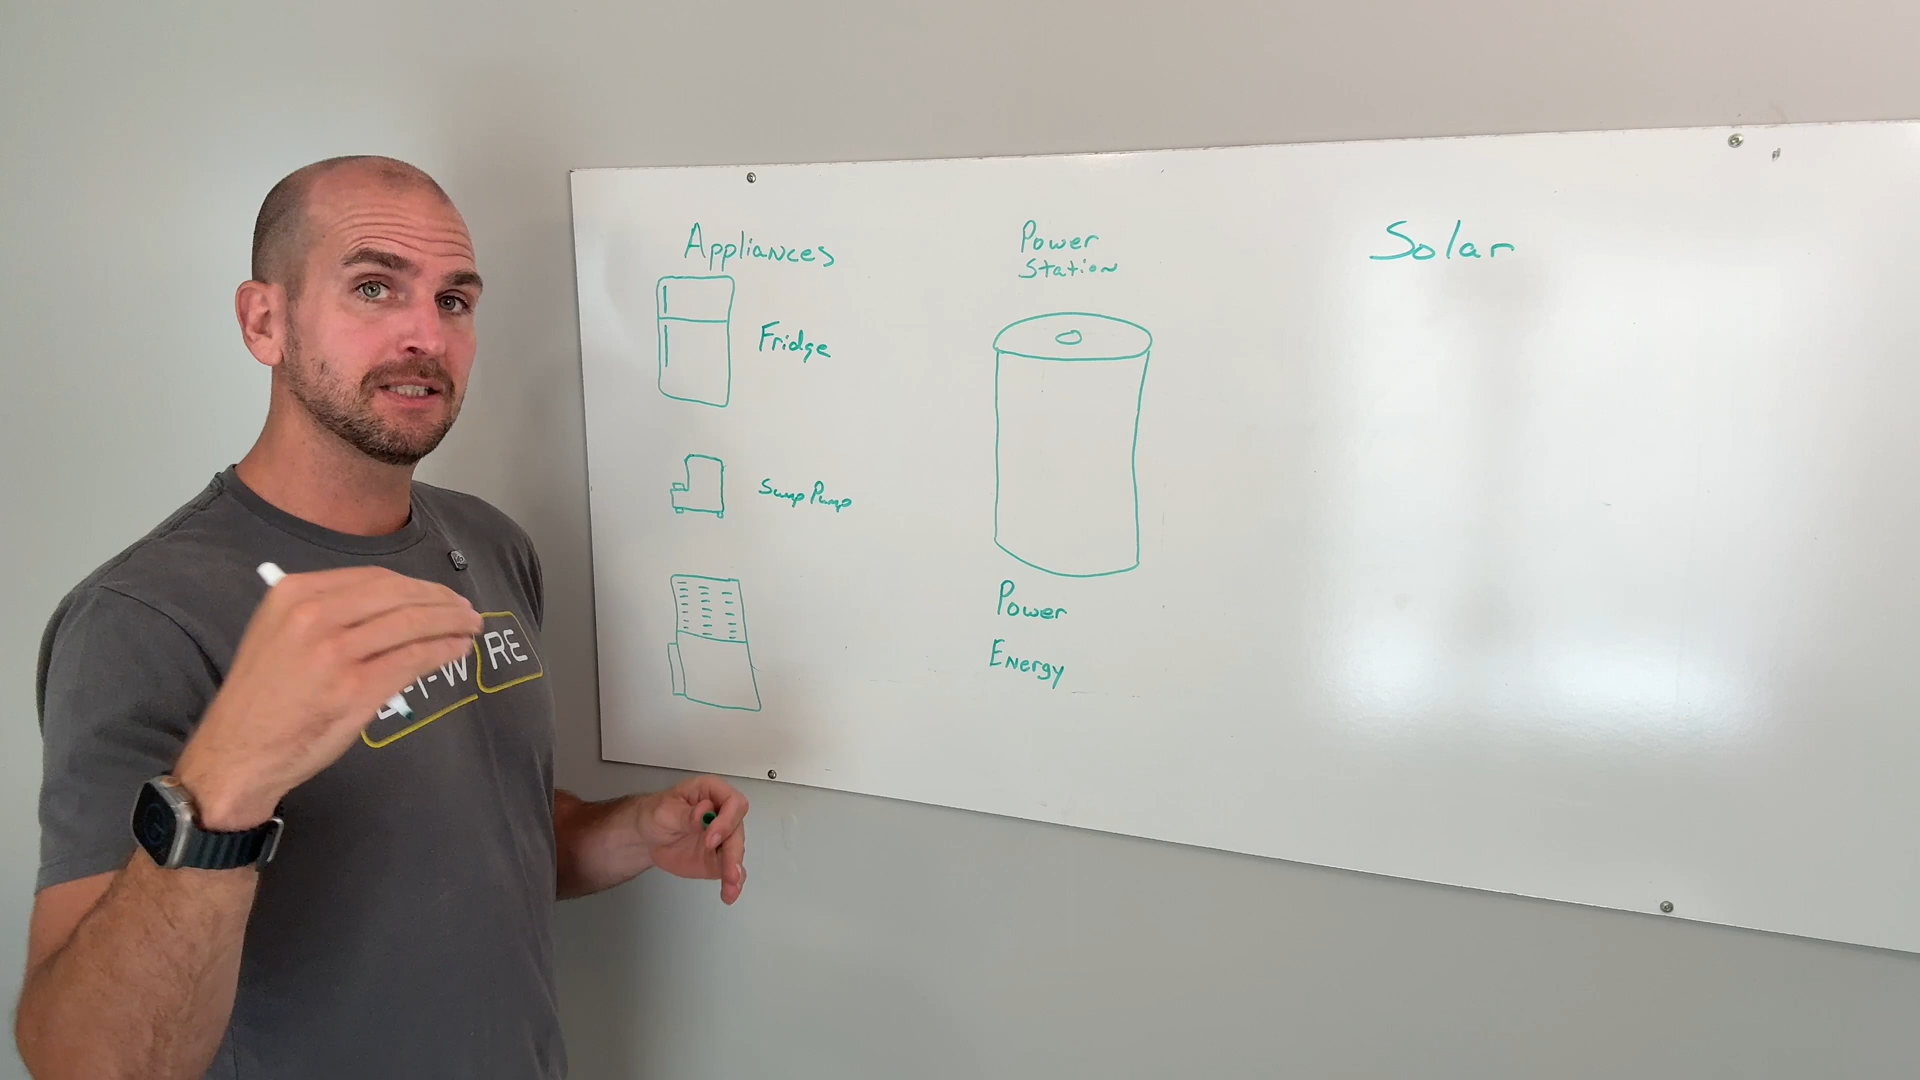 Appliances
Fridge
Sump Pump
Power
Station
Power
Energy
Solar